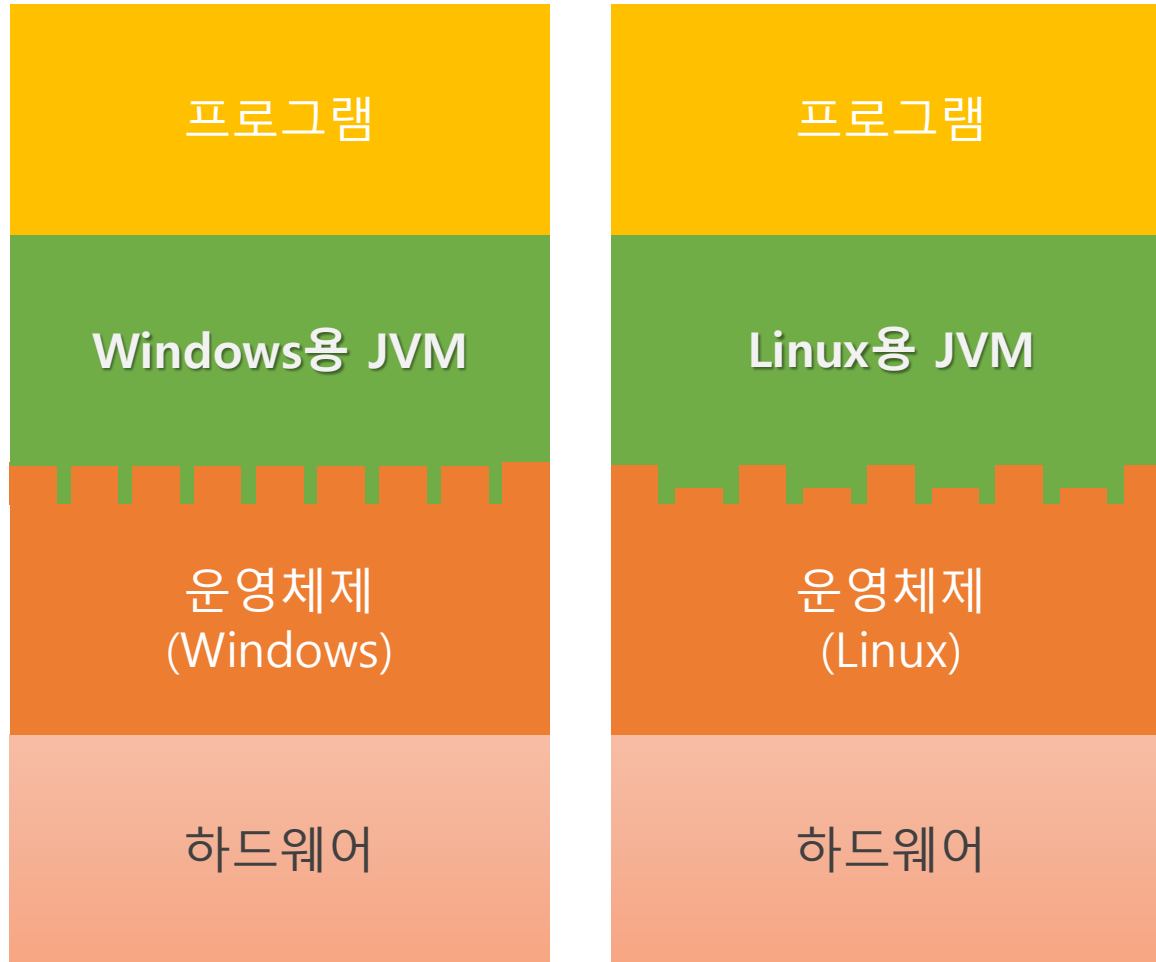 프로그램
Windows용 JVM
운영체제
(Windows)
하드웨어
프로그램
Linux용 JVM
운영체제
(Linux)
하드웨어